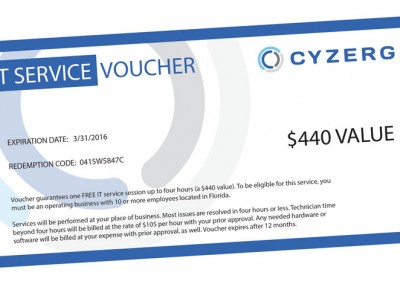 T SERVICE VOUCHER
CYZERG
EXPIRATION DATE: 3/31/2016
$440 VALUE
REDEMPTION CODE: 0415W5847C
Voucher guarantees one FREE IT service session up to four hours (a $440 value). To be eligible for this service, you
must be an operating business with 10 or more employees located in Florida.
Services will be performed at your place of business. Most issues are resolved in four hours or less. Technician time
beyond four hours will be billed at the rate of $105 per hour with your prior approval. Any needed hardware or
software will be billed at your expense with prior approval, as well. Voucher expires after 12 months.